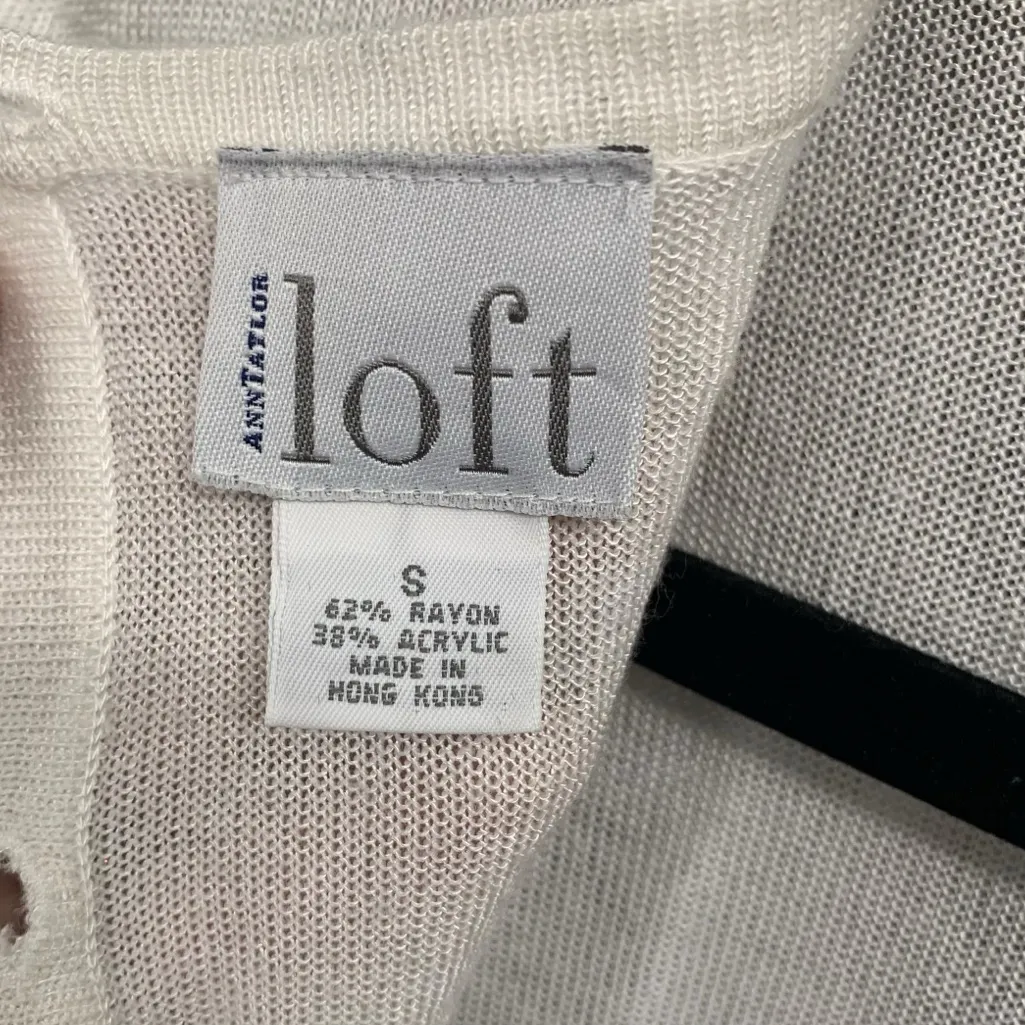 ANNTAYLOR
loft
S
62% RAYON
38% ACRYLIC
MADE IN
HONG KONG